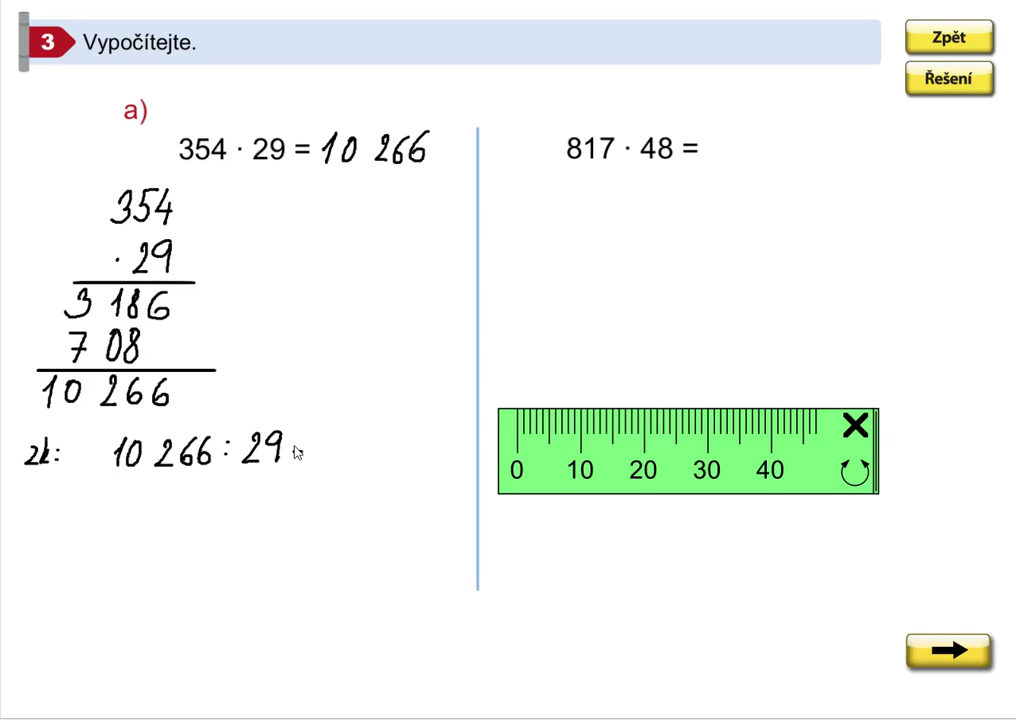 3 Vypočítejte.
Zpět
Řešení
a)
354 · 29 = 10 266
354
· 29
3 186
7 08
10 266
zk: 10 266 : 29
817 · 48 =
0 10 20 30 40